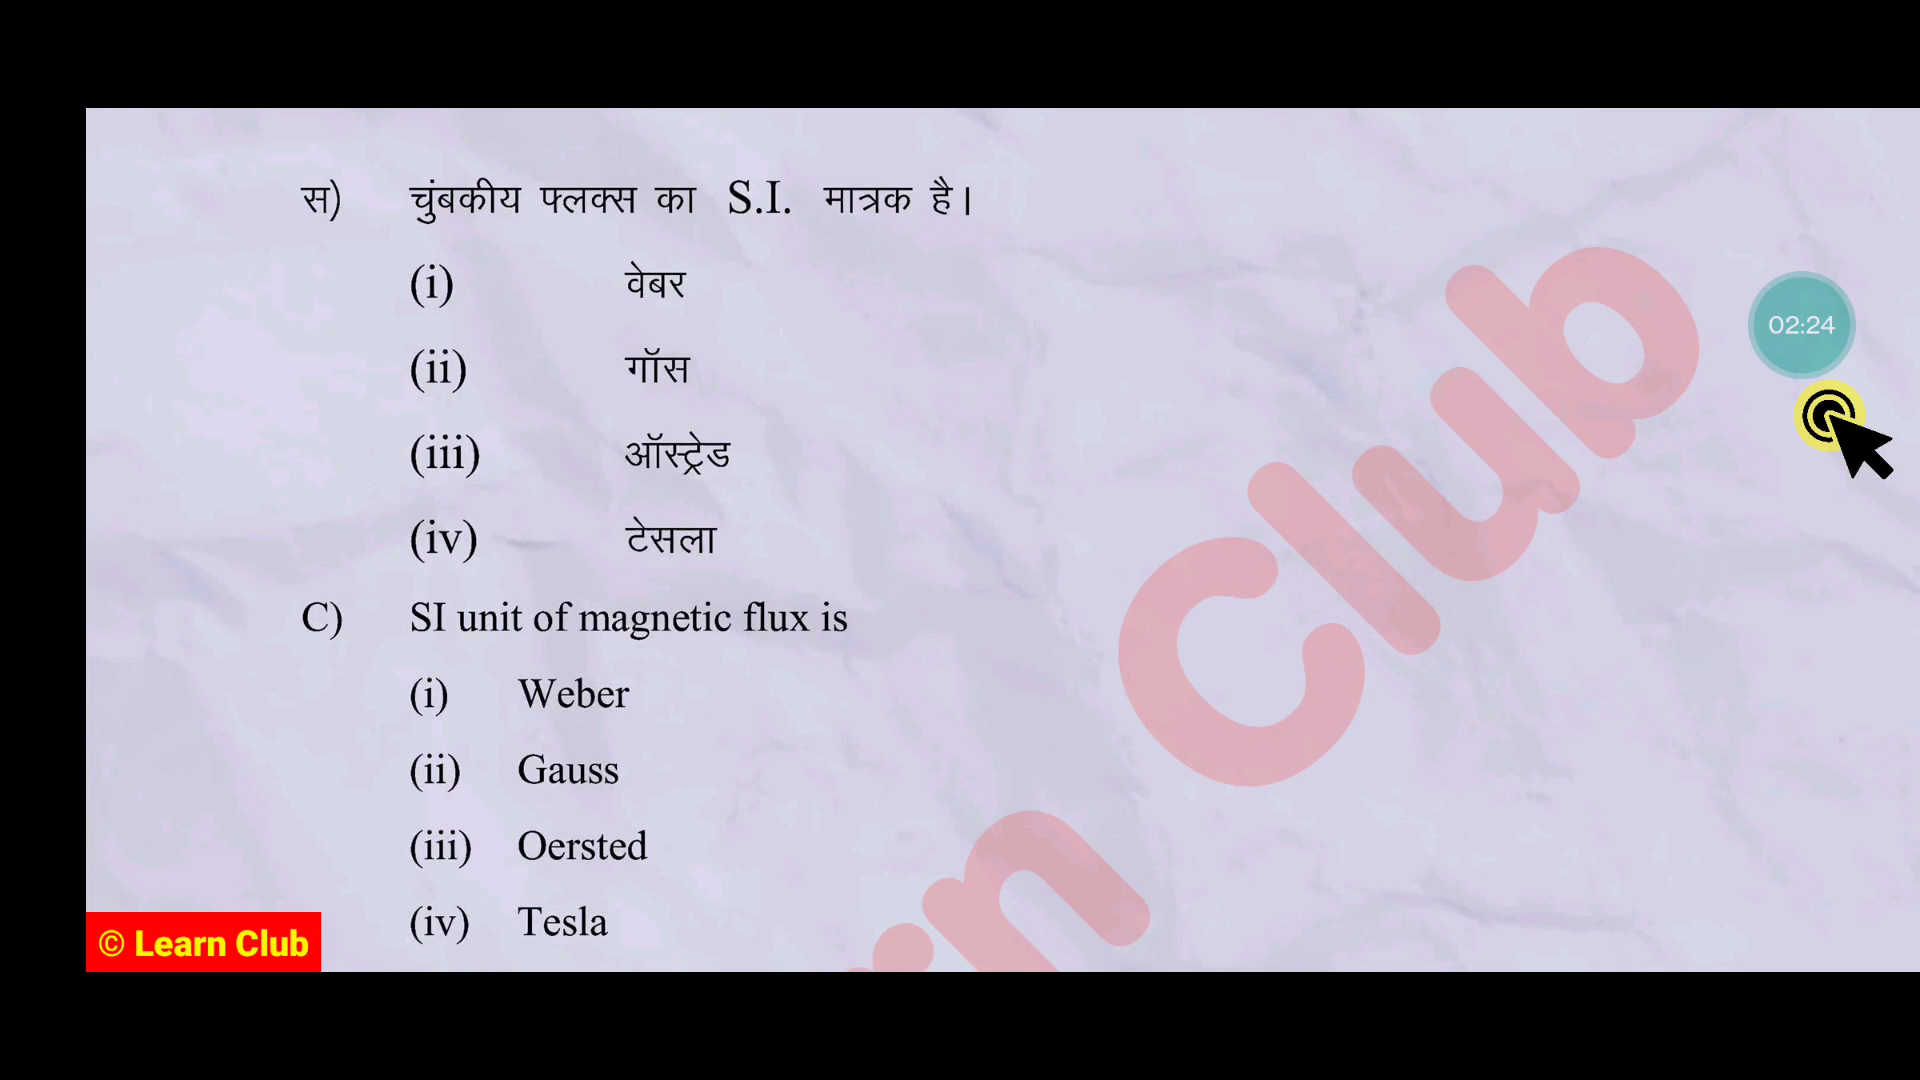 स) चुंबकीय फ्लक्स का S.I. मात्रक है।
(i) वेबर
(ii) गॉस
(iii) ऑस्ट्रेड
(iv) टेसला
C) SI unit of magnetic flux is
(i) Weber
(ii) Gauss
(iii) Oersted
(iv) Tesla
© Learn Club
02:24
Club